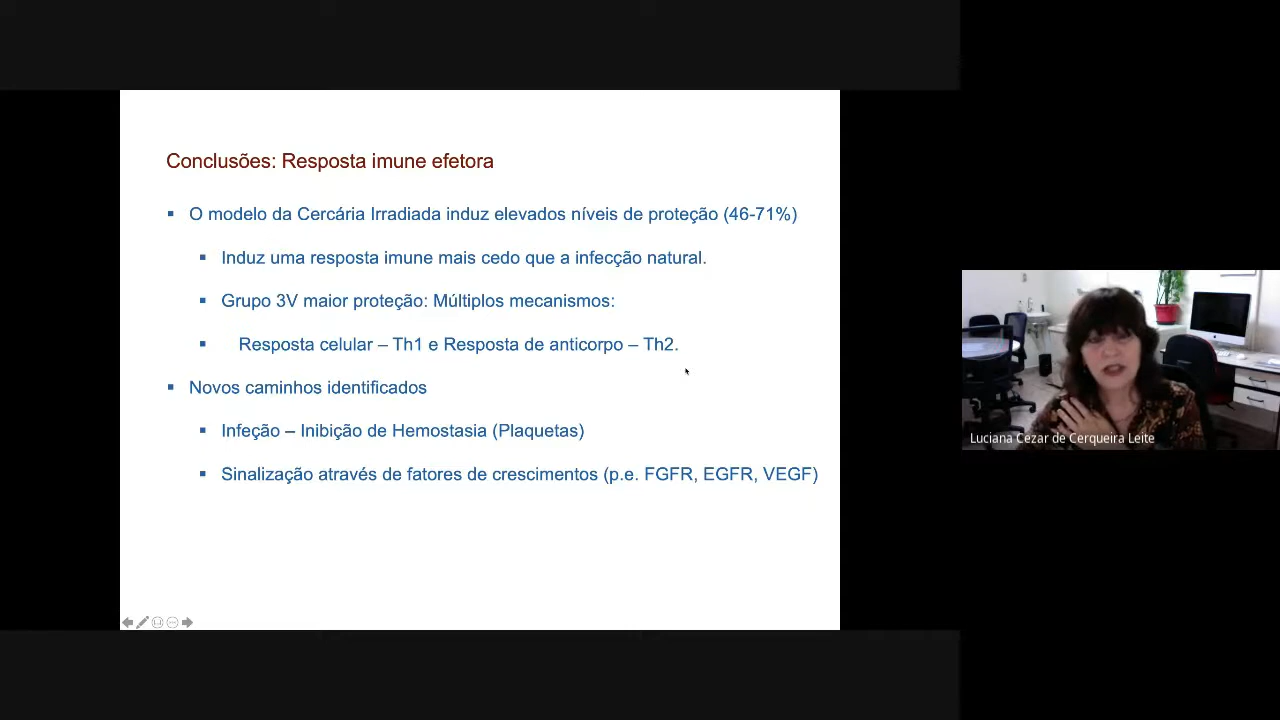 Conclusões: Resposta imune efetora
▪ O modelo da Cercária Irradiada induz elevados níveis de proteção (46-71%)
▪ Induz uma resposta imune mais cedo que a infecção natural.
▪ Grupo 3V maior proteção: Múltiplos mecanismos:
▪ Resposta celular – Th1 e Resposta de anticorpo – Th2.
▪ Novos caminhos identificados
▪ Infeção – Inibição de Hemostasia (Plaquetas)
▪ Sinalização através de fatores de crescimentos (p.e. FGFR, EGFR, VEGF)
Luciana Cezar de Cerqueira Leite